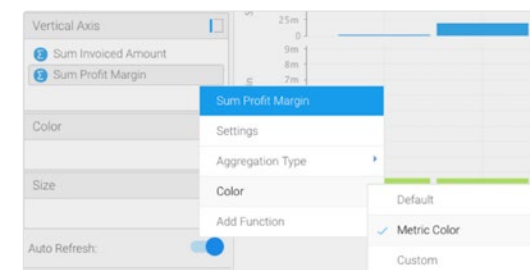 Vertical Axis
Sum Invoiced Amount
Sum Profit Margin
Color
Size
Auto Refresh:
25m
0
9m
8m
7m
Sum Profit Margin
Settings
Aggregation Type
Color
Add Function
Default
Metric Color
Custom